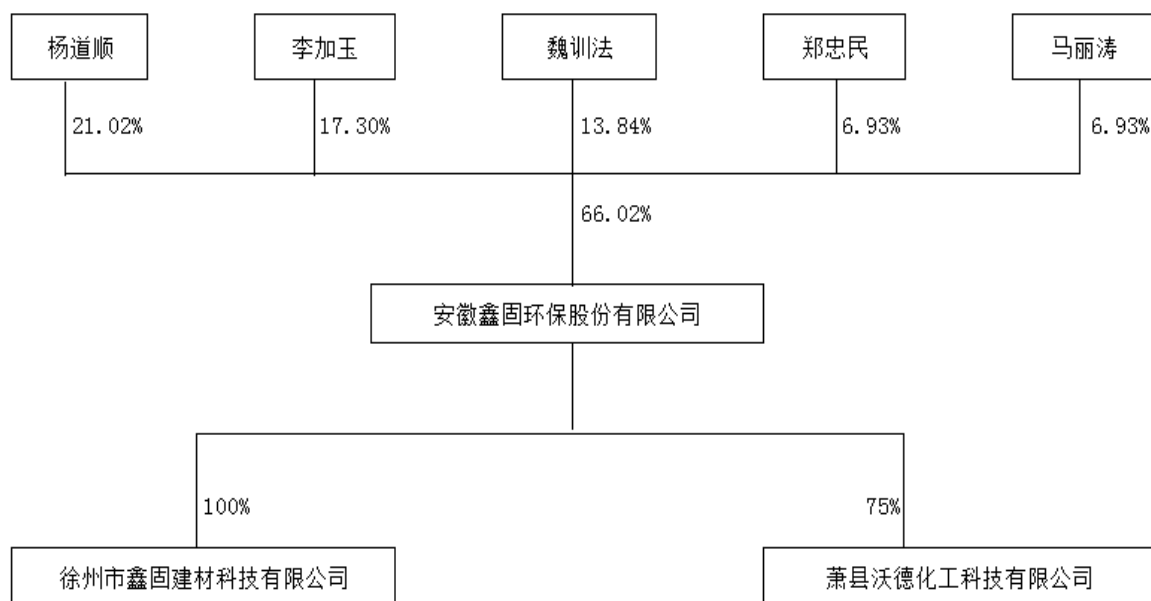 杨道顺
李加玉
魏训法
郑忠民
马丽涛
21.02%
17.30%
13.84%
6.93%
6.93%
66.02%
安徽鑫固环保股份有限公司
100%
75%
徐州市鑫固建材科技有限公司
萧县沃德化工科技有限公司